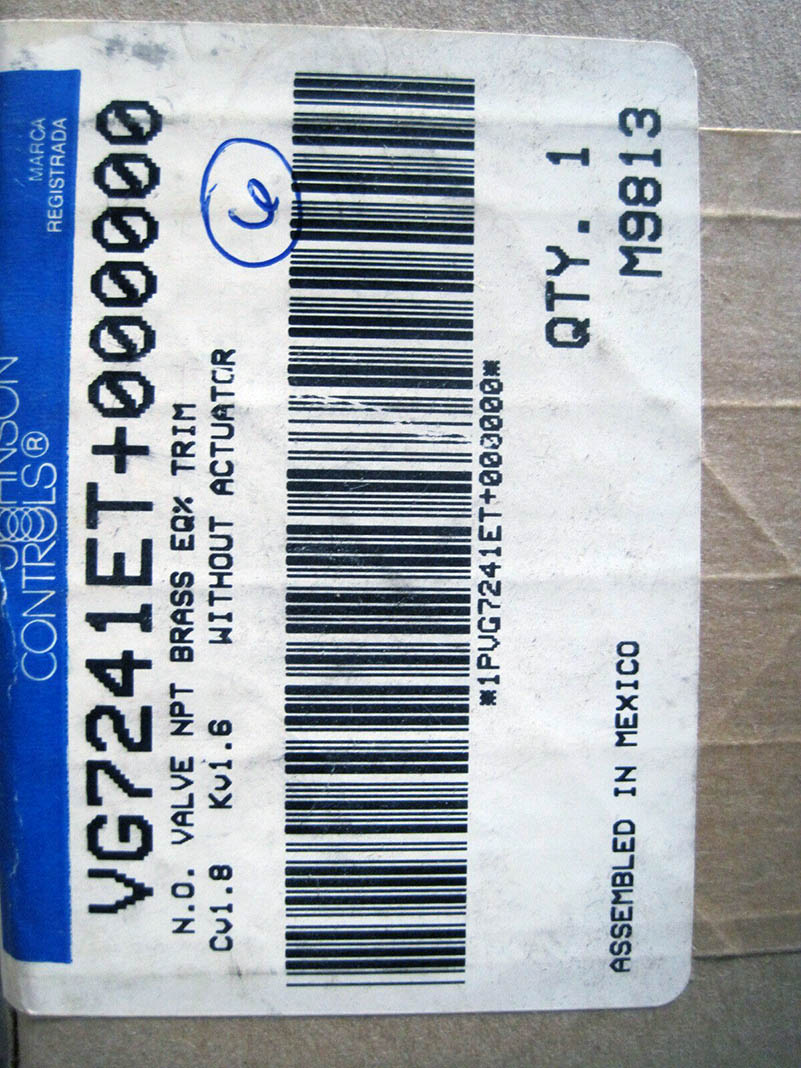 JOHNSON
CONTROLS®
MARCA
REGISTRADA
VG7241ET+000000
N.O. VALVE NPT BRASS EQ% TRIM
Cv1.8 Kv1.6 WITHOUT ACTUATOR
*1PVG7241ET+000000*
QTY. 1
ASSEMBLED IN MEXICO
M9813